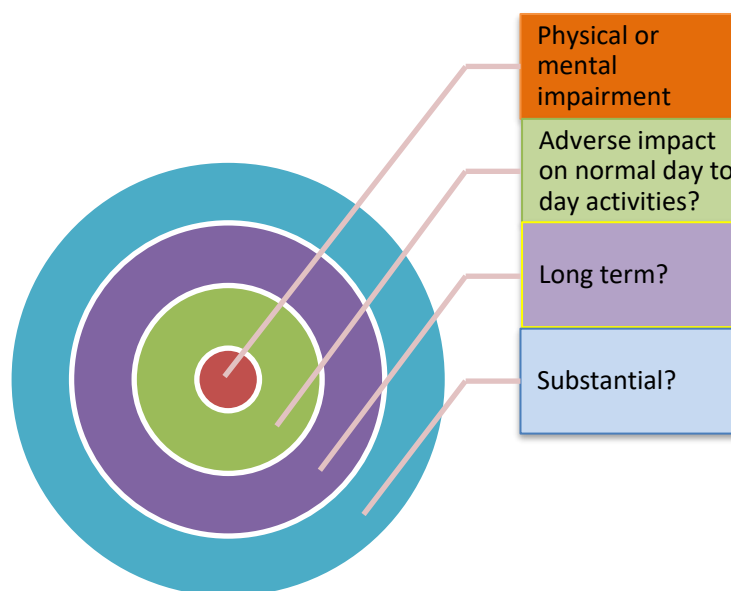 Physical or
mental
impairment
Adverse impact
on normal day to
day activities?
Long term?
Substantial?